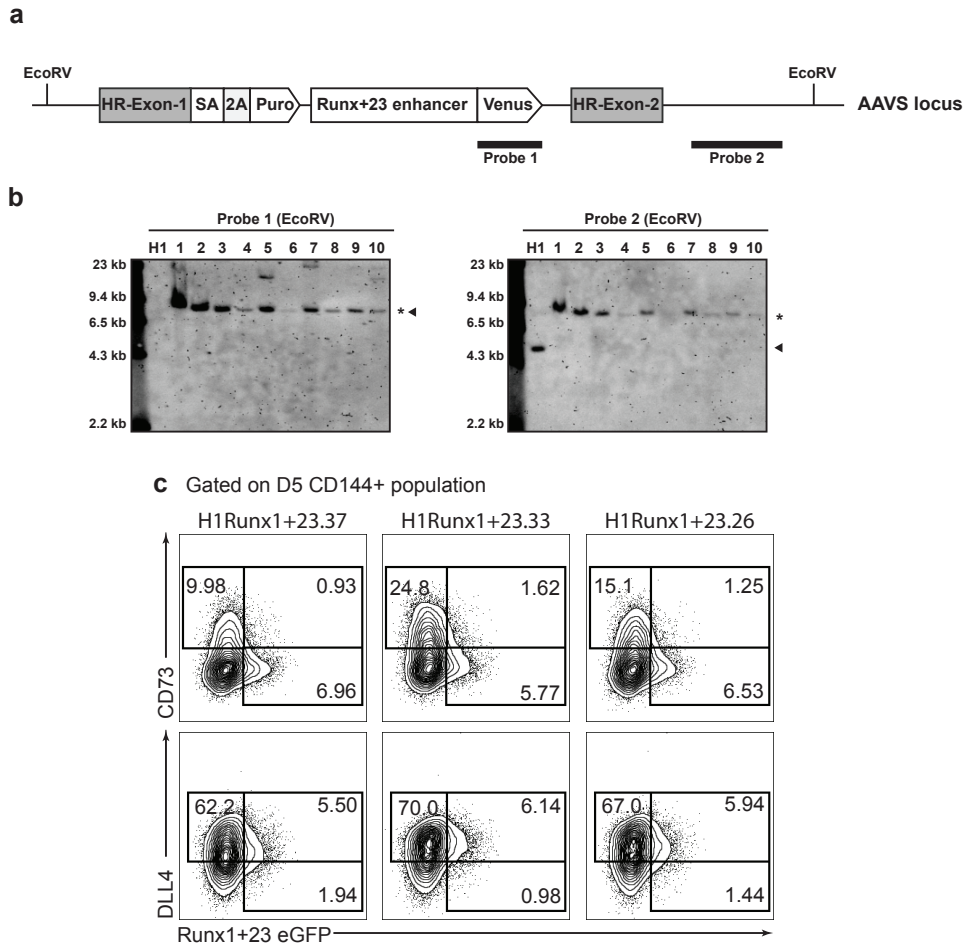 a
EcoRV
EcoRV
HR-Exon-1 SA 2A Puro Runx+23 enhancer Venus HR-Exon-2 AAVS locus
Probe 1
Probe 2
b
Probe 1 (EcoRV)
H1 1 2 3 4 5 6 7 8 9 10
23 kb
9.4 kb
6.5 kb
4.3 kb
2.2 kb
*
Probe 2 (EcoRV)
H1 1 2 3 4 5 6 7 8 9 10
23 kb
9.4 kb
6.5 kb
4.3 kb
2.2 kb
*
c Gated on D5 CD144+ population
H1Runx1+23.37 H1Runx1+23.33 H1Runx1+23.26
CD73
9.98 0.93
6.96
24.8 1.62
5.77
15.1 1.25
6.53
DLL4
62.2 5.50
1.94
70.0 6.14
0.98
67.0 5.94
1.44
Runx1+23 eGFP